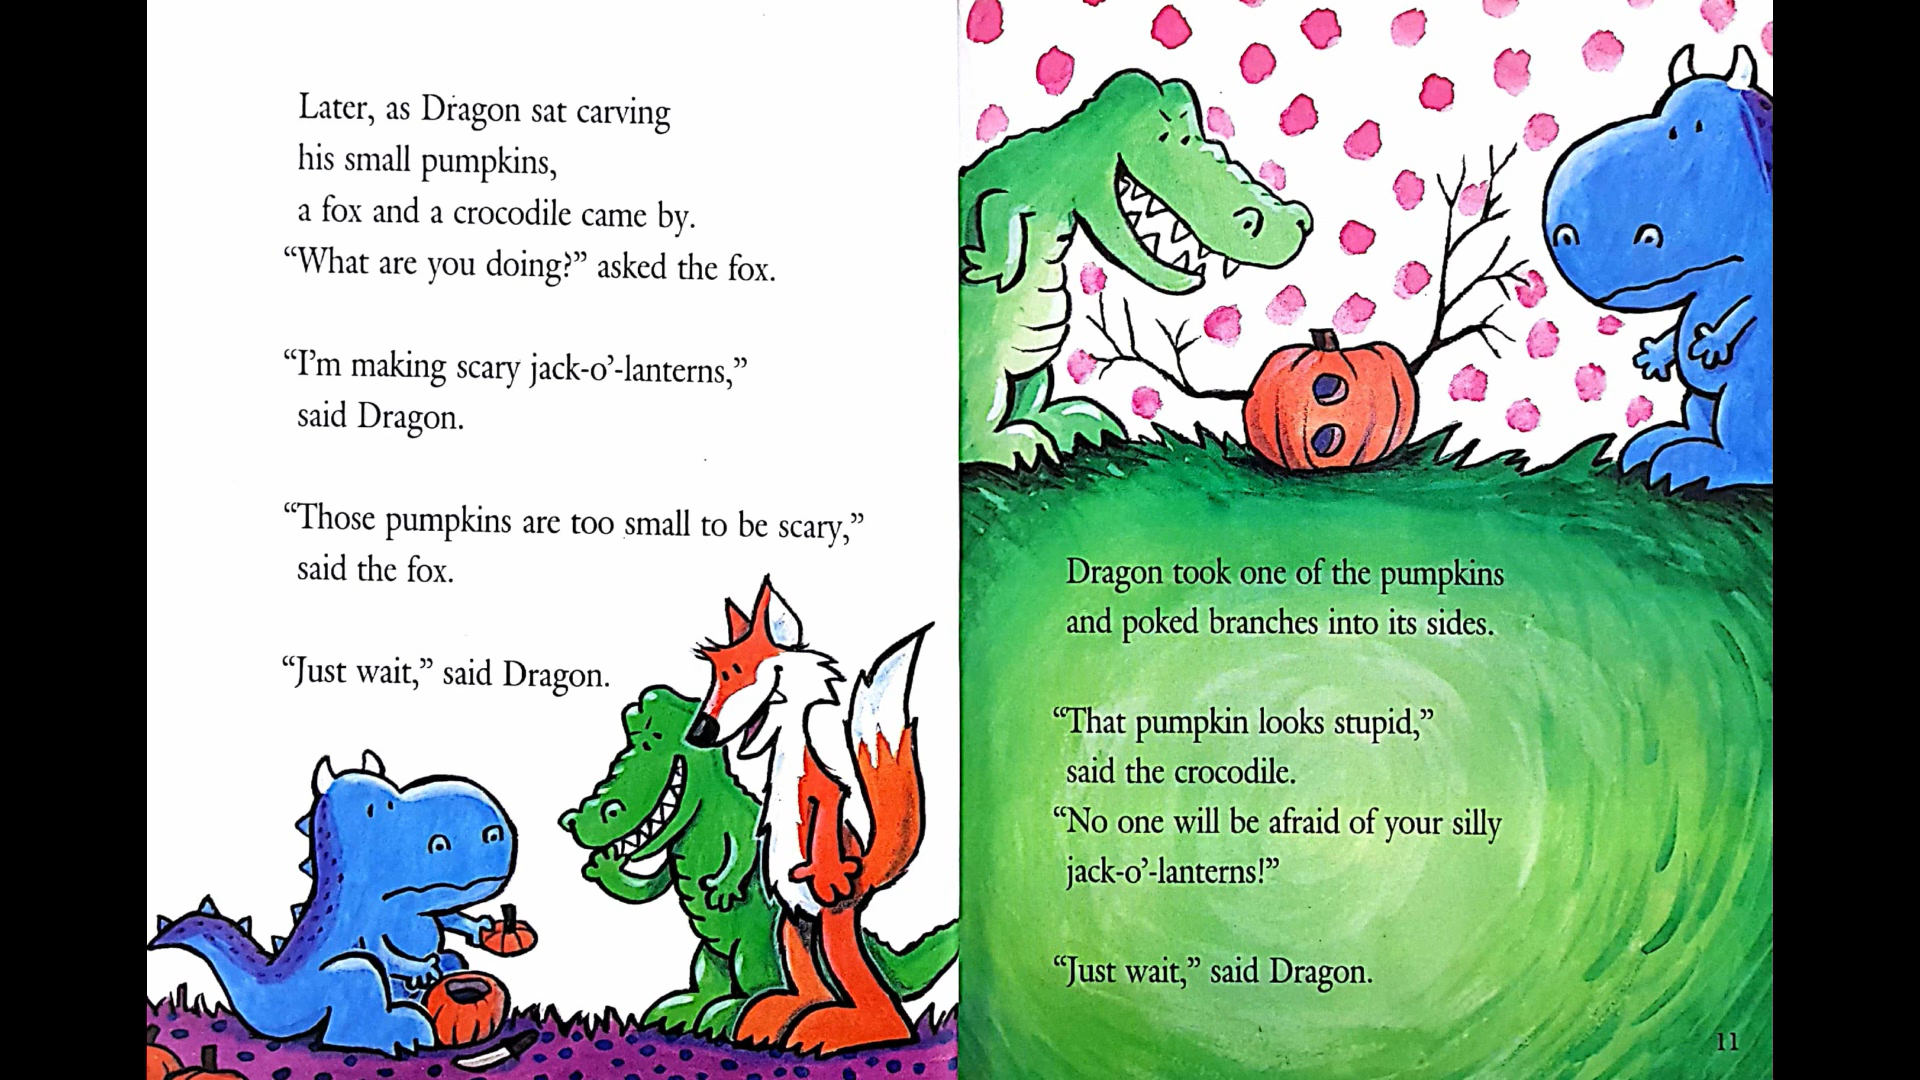 Later, as Dragon sat carving
his small pumpkins,
a fox and a crocodile came by.
“What are you doing?” asked the fox.
“I’m making scary jack-o’-lanterns,”
said Dragon.
“Those pumpkins are too small to be scary,”
said the fox.
“Just wait,” said Dragon.
Dragon took one of the pumpkins
and poked branches into its sides.
“That pumpkin looks stupid,”
said the crocodile.
“No one will be afraid of your silly
jack-o’-lanterns!”
“Just wait,” said Dragon.
11